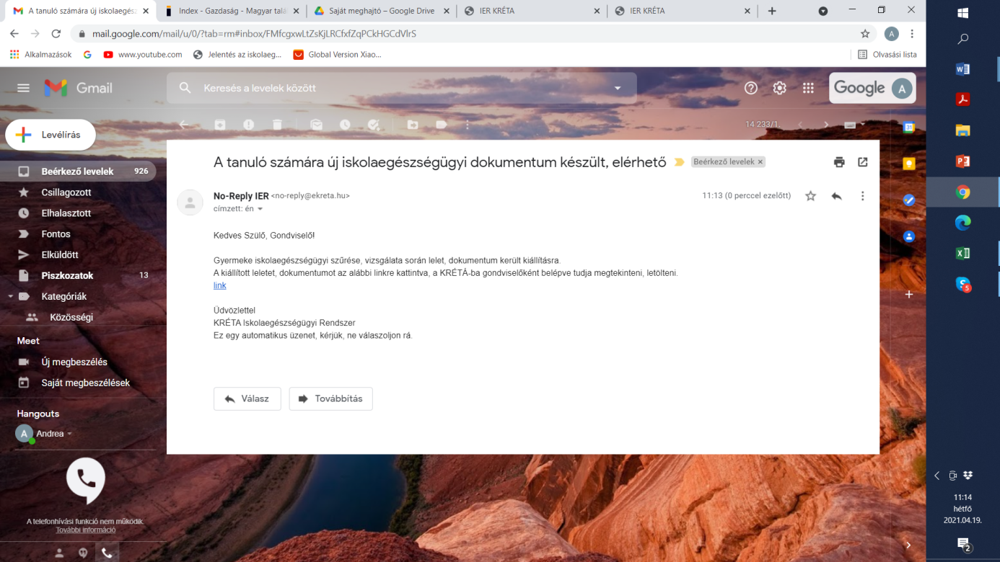 A tanuló számára új iskolaegész
Index - Gazdaság - Magyar talá
Saját meghajtó – Google Drive
IER KRÉTA
IER KRÉTA
mail.google.com/mail/u/0/?tab=rm#inbox/FMfcgxwLtZsKjLRCfxfZqPCkHGCdVlrS
A
Alkalmazások
www.youtube.com
Jelentés az iskolaeg...
Global Version Xiao...
Olvasási lista
Gmail
Keresés a levelek között
Google A
Levélírás
14 233/1.
31
A tanuló számára új iskolaegészségügyi dokumentum készült, elérhető
Beérkező levelek ×
Beérkező levelek 926
Csillagozott
Elhalasztott
Fontos
Elküldött
Piszkozatok 13
Kategóriák
Közösségi
Meet
Új megbeszélés
Saját megbeszélések
Hangouts
A Andrea
A telefonhívási funkció nem működik.
További információ
No-Reply IER <no-reply@ekreta.hu>
11:13 (0 perccel ezelőtt)
címzett: én
Kedves Szülő, Gondviselő!
Gyermeke iskolaegészségügyi szűrése, vizsgálata során lelet, dokumentum került kiállításra.
A kiállított leletet, dokumentumot az alábbi linkre kattintva, a KRÉTÁ-ba gondviselőként belépve tudja megtekinteni, letölteni.
link
Üdvözlettel
KRÉTA Iskolaegészségügyi Rendszer
Ez egy automatikus üzenet, kérjük, ne válaszoljon rá.
Válasz
Továbbítás
5
11:14
hétfő
2021.04.19.
2